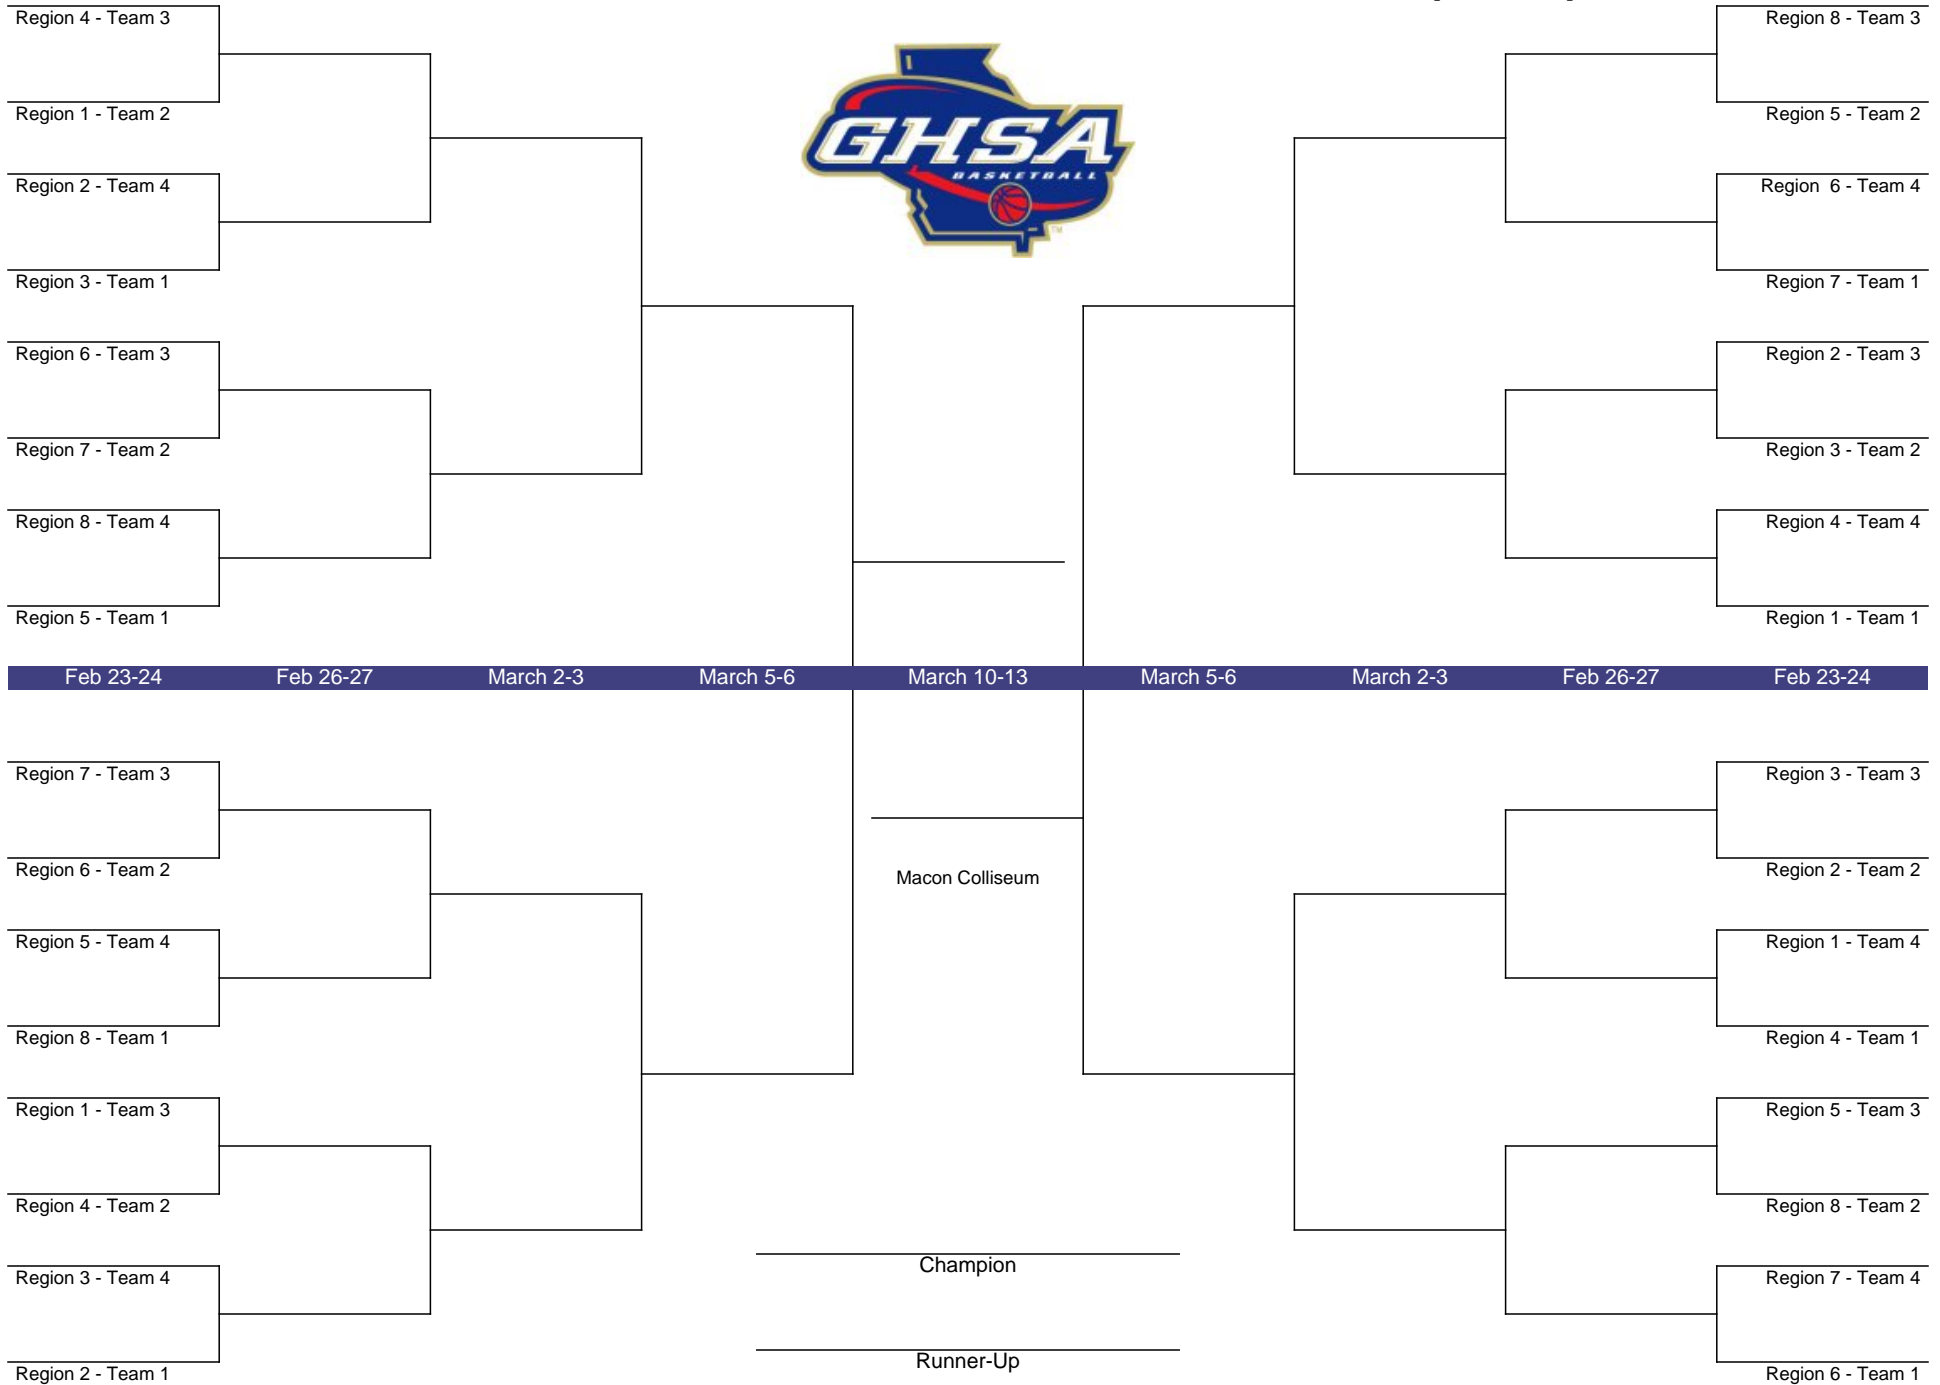 Region 4 - Team 3
Region 1 - Team 2
Region 2 - Team 4
Region 3 - Team 1
Region 6 - Team 3
Region 7 - Team 2
Region 8 - Team 4
Region 5 - Team 1
GHSA
BASKETBALL
TM
Region 8 - Team 3
Region 5 - Team 2
Region  6 - Team 4
Region 7 - Team 1
Region 2 - Team 3
Region 3 - Team 2
Region 4 - Team 4
Region 1 - Team 1
Feb 23-24 Feb 26-27 March 2-3 March 5-6 March 10-13 March 5-6 March 2-3 Feb 26-27 Feb 23-24
Region 7 - Team 3
Region 6 - Team 2
Region 5 - Team 4
Region 8 - Team 1
Region 1 - Team 3
Region 4 - Team 2
Region 3 - Team 4
Region 2 - Team 1
Macon Colliseum
Champion
Runner-Up
Region 3 - Team 3
Region 2 - Team 2
Region 1 - Team 4
Region 4 - Team 1
Region 5 - Team 3
Region 8 - Team 2
Region 7 - Team 4
Region 6 - Team 1